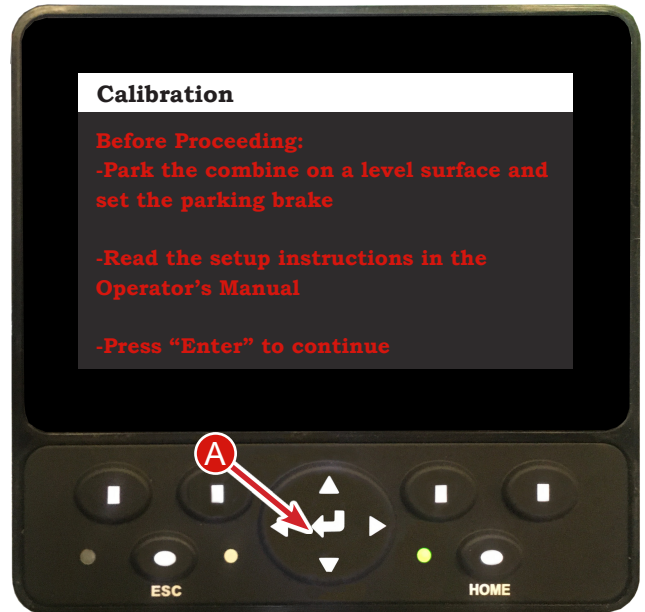 Calibration
Before Proceeding:
-Park the combine on a level surface and
set the parking brake
-Read the setup instructions in the
Operator’s Manual
-Press “Enter” to continue
A
ESC
HOME